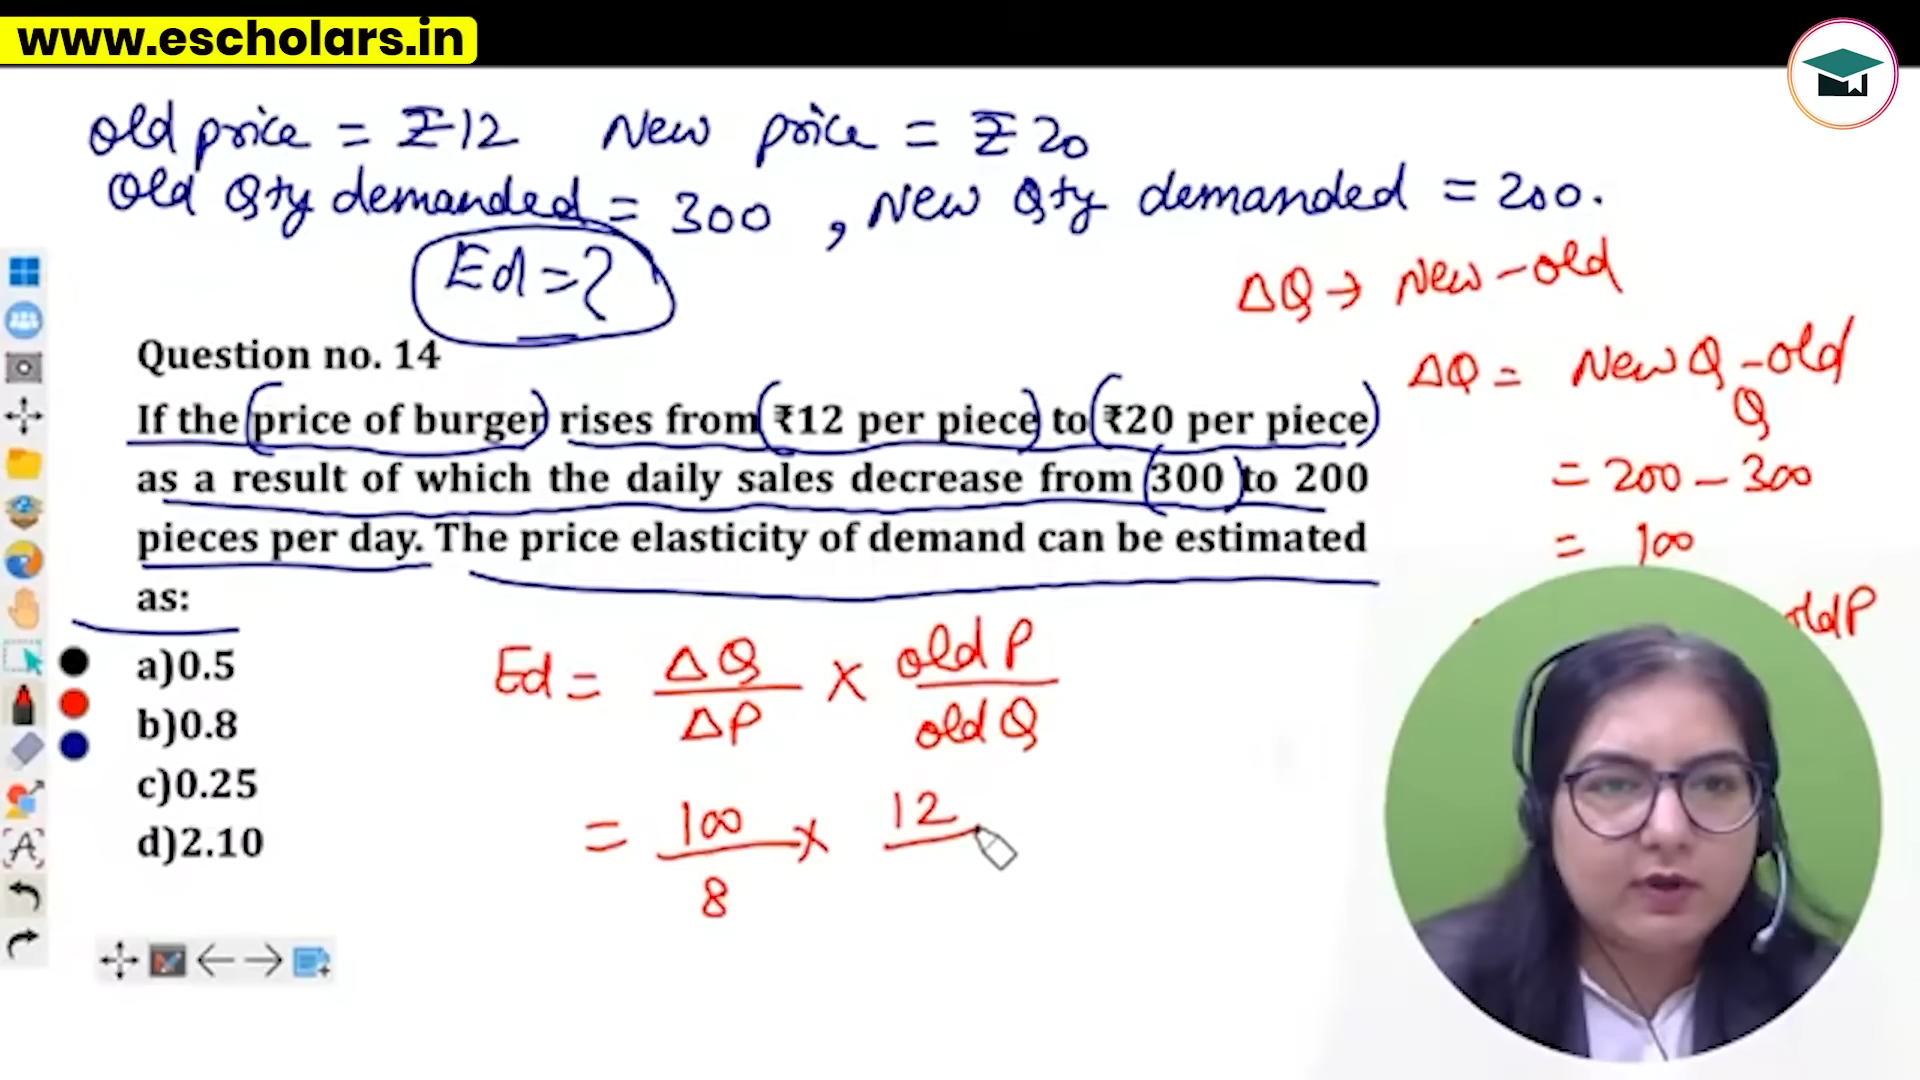 www.escholars.in
old price = ₹12 New price = ₹20
Old Qty demanded = 300 , New Qty demanded = 200.
Ed = ?
ΔQ → New - old
Question no. 14
If the price of burger rises from ₹12 per piece to ₹20 per piece
as a result of which the daily sales decrease from 300 to 200
pieces per day. The price elasticity of demand can be estimated
as:
ΔQ = New Q - old Q
= 200 - 300
= 100
old P
a)0.5
b)0.8
c)0.25
d)2.10
Ed = ΔQ/ΔP × old P/old Q
= 100/8 × 12